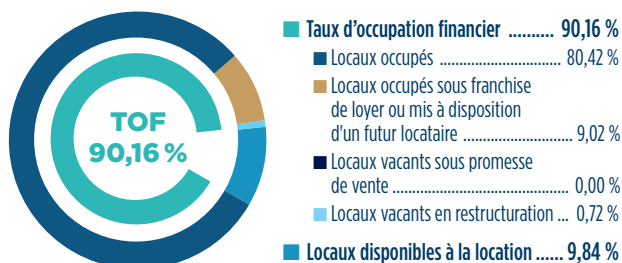 TOF
90,16 %
Taux d'occupation financier .......... 90,16 %
Locaux occupés ................................ 80,42 %
Locaux occupés sous franchise
de loyer ou mis à disposition
d'un futur locataire ........................... 9,02 %
Locaux vacants sous promesse
de vente ............................................ 0,00 %
Locaux vacants en restructuration ... 0,72 %
Locaux disponibles à la location ...... 9,84 %